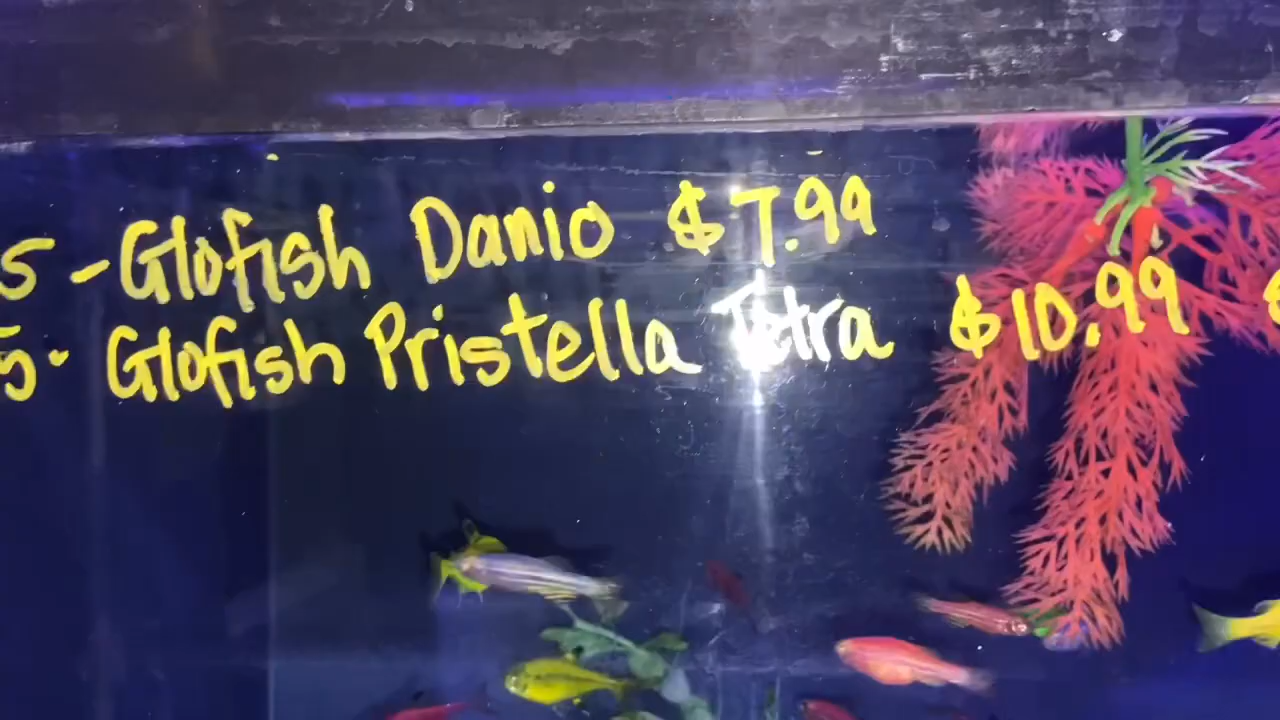 5 - Glofish Danio $7.99
5 - Glofish Pristella Tetra $10.99